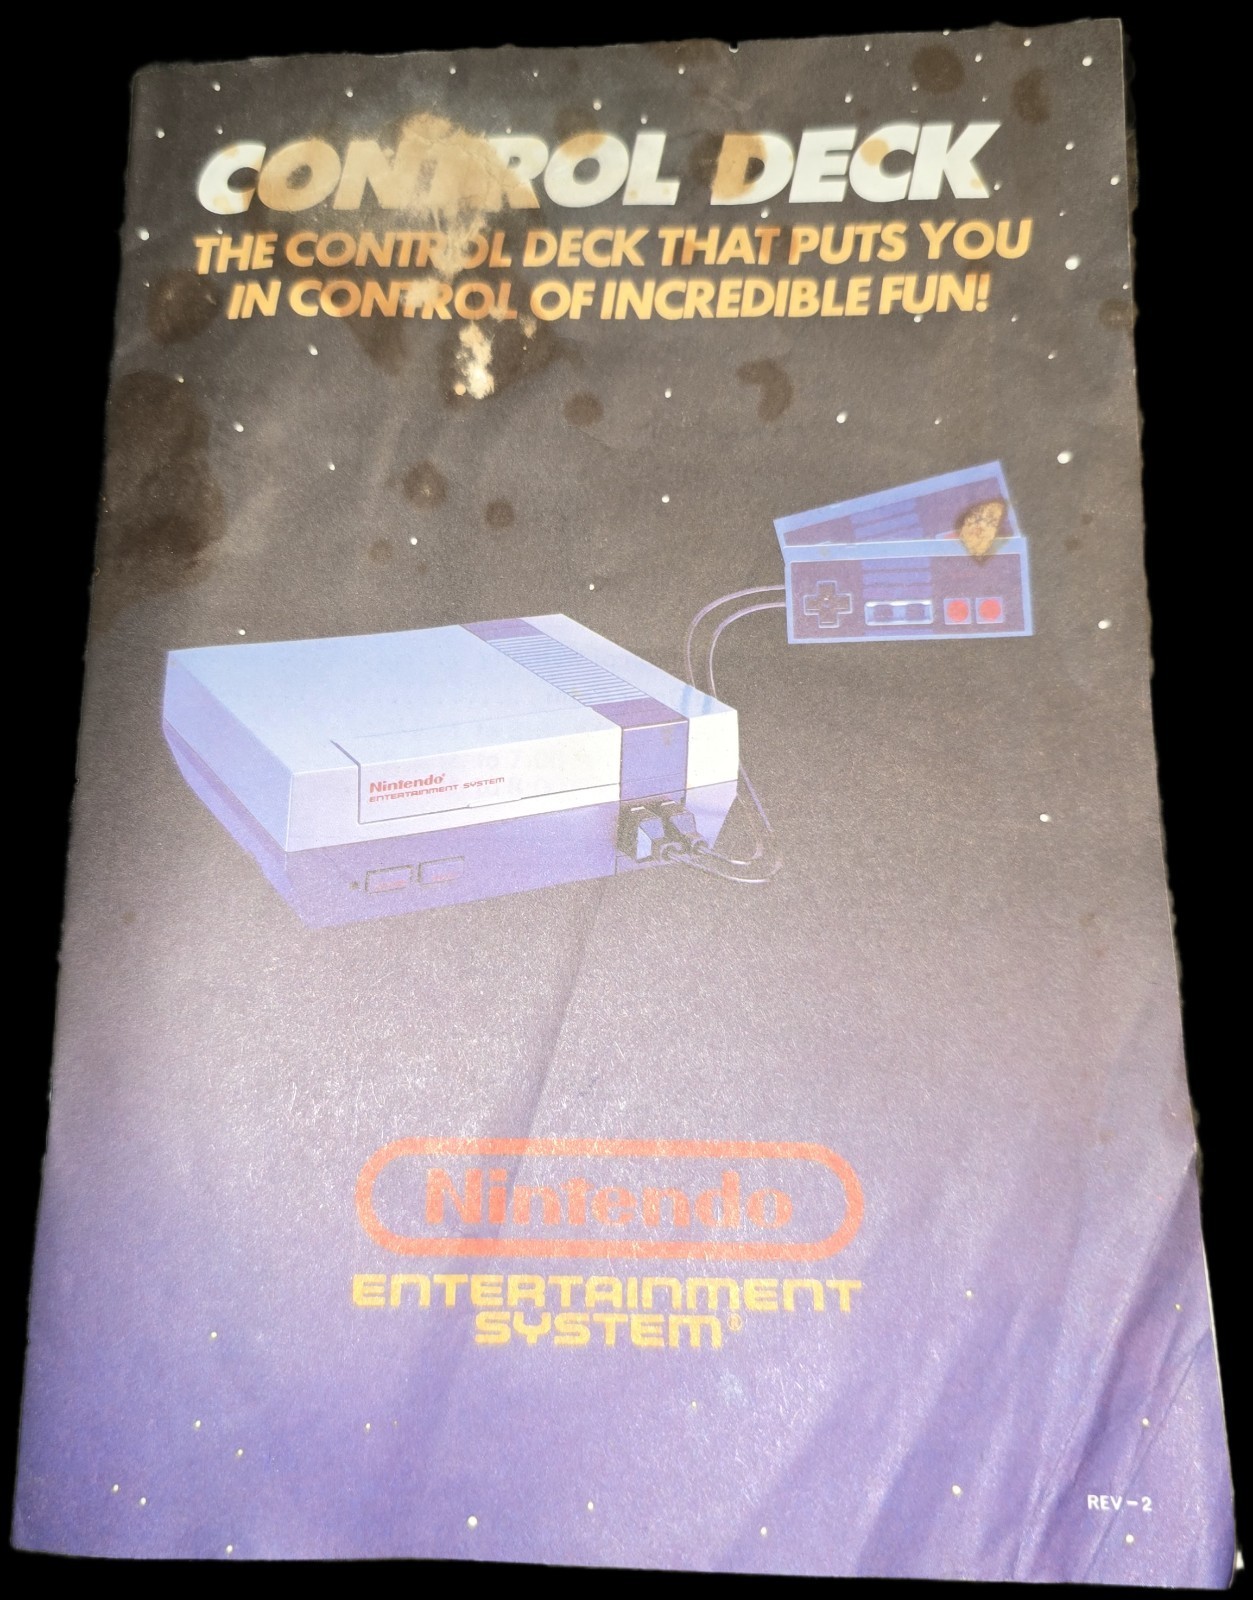 CONTROL DECK
THE CONTROL DECK THAT PUTS YOU
IN CONTROL OF INCREDIBLE FUN!
Nintendo®
ENTERTAINMENT SYSTEM
Nintendo
ENTERTAINMENT
SYSTEM®
REV-2